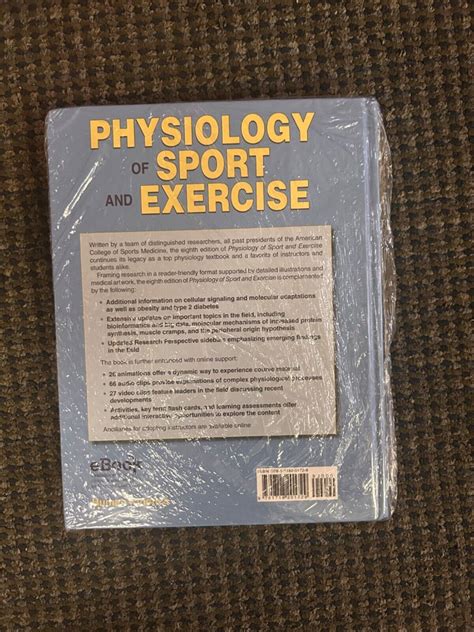 PHYSIOLOGY
OF SPORT
AND EXERCISE
Written by a team of distinguished researchers, all past presidents of the American
College of Sports Medicine, the eighth edition of Physiology of Sport and Exercise
continues its legacy as a top physiology textbook and a favorite of instructors and
students alike.
Framing research in a reader-friendly format supported by detailed illustrations and
medical artwork, the eighth edition of Physiology of Sport and Exercise is complemented
by the following:
• Additional information on cellular signaling and molecular adaptations
as well as obesity and type 2 diabetes
• Extensive updates on important topics in the field, including
bioinformatics and big data, molecular mechanisms of increased protein
synthesis, muscle cramps, and the peripheral origin hypothesis
• Updated Research Perspective sidebars emphasizing emerging findings
in the field
The book is further enhanced with online support:
• 26 animations offer a dynamic way to experience course material
• 66 audio clips provide explanations of complex physiological processes
• 27 video clips feature leaders in the field discussing recent
developments
• Activities, key term flash cards, and learning assessments offer
additional interactive opportunities to explore the content
Ancillaries for adopting instructors are available online
eBook
ISBN